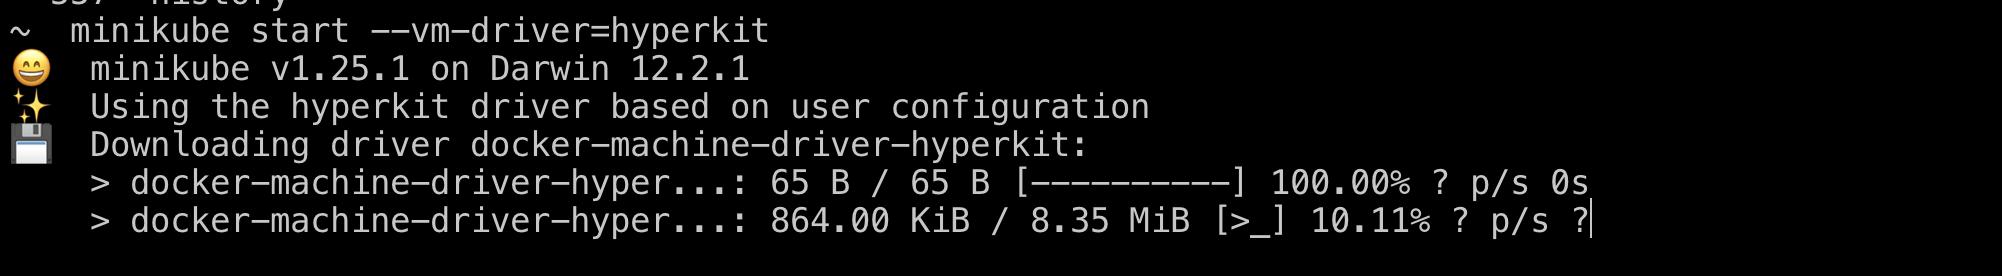 ~ minikube start --vm-driver=hyperkit
😄 minikube v1.25.1 on Darwin 12.2.1
✨ Using the hyperkit driver based on user configuration
💾 Downloading driver docker-machine-driver-hyperkit:
> docker-machine-driver-hyper...: 65 B / 65 B [----------] 100.00% ? p/s 0s
> docker-machine-driver-hyper...: 864.00 KiB / 8.35 MiB [>_] 10.11% ? p/s ?